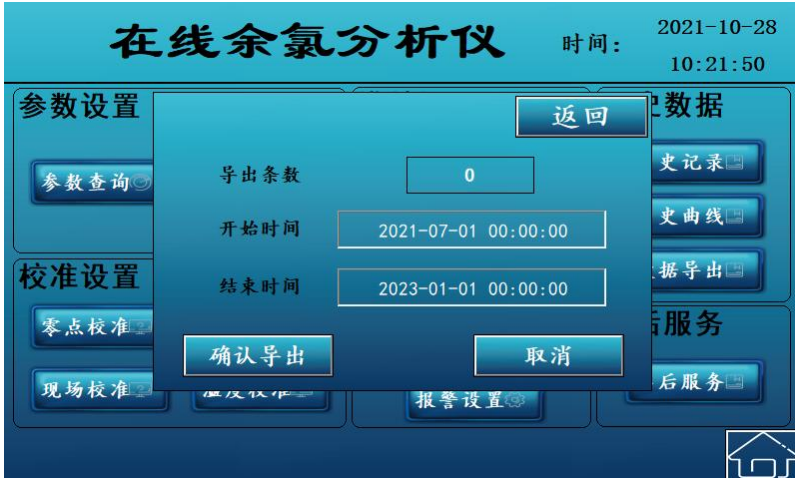 在线余氯分析仪
时间：
2021-10-28
10:21:50
参数设置
参数查询
校准设置
零点校准
现场校准
温度校准
返回
导出条数
0
开始时间
2021-07-01 00:00:00
结束时间
2023-01-01 00:00:00
确认导出
取消
报警设置
史数据
史记录
史曲线
据导出
后服务
后服务